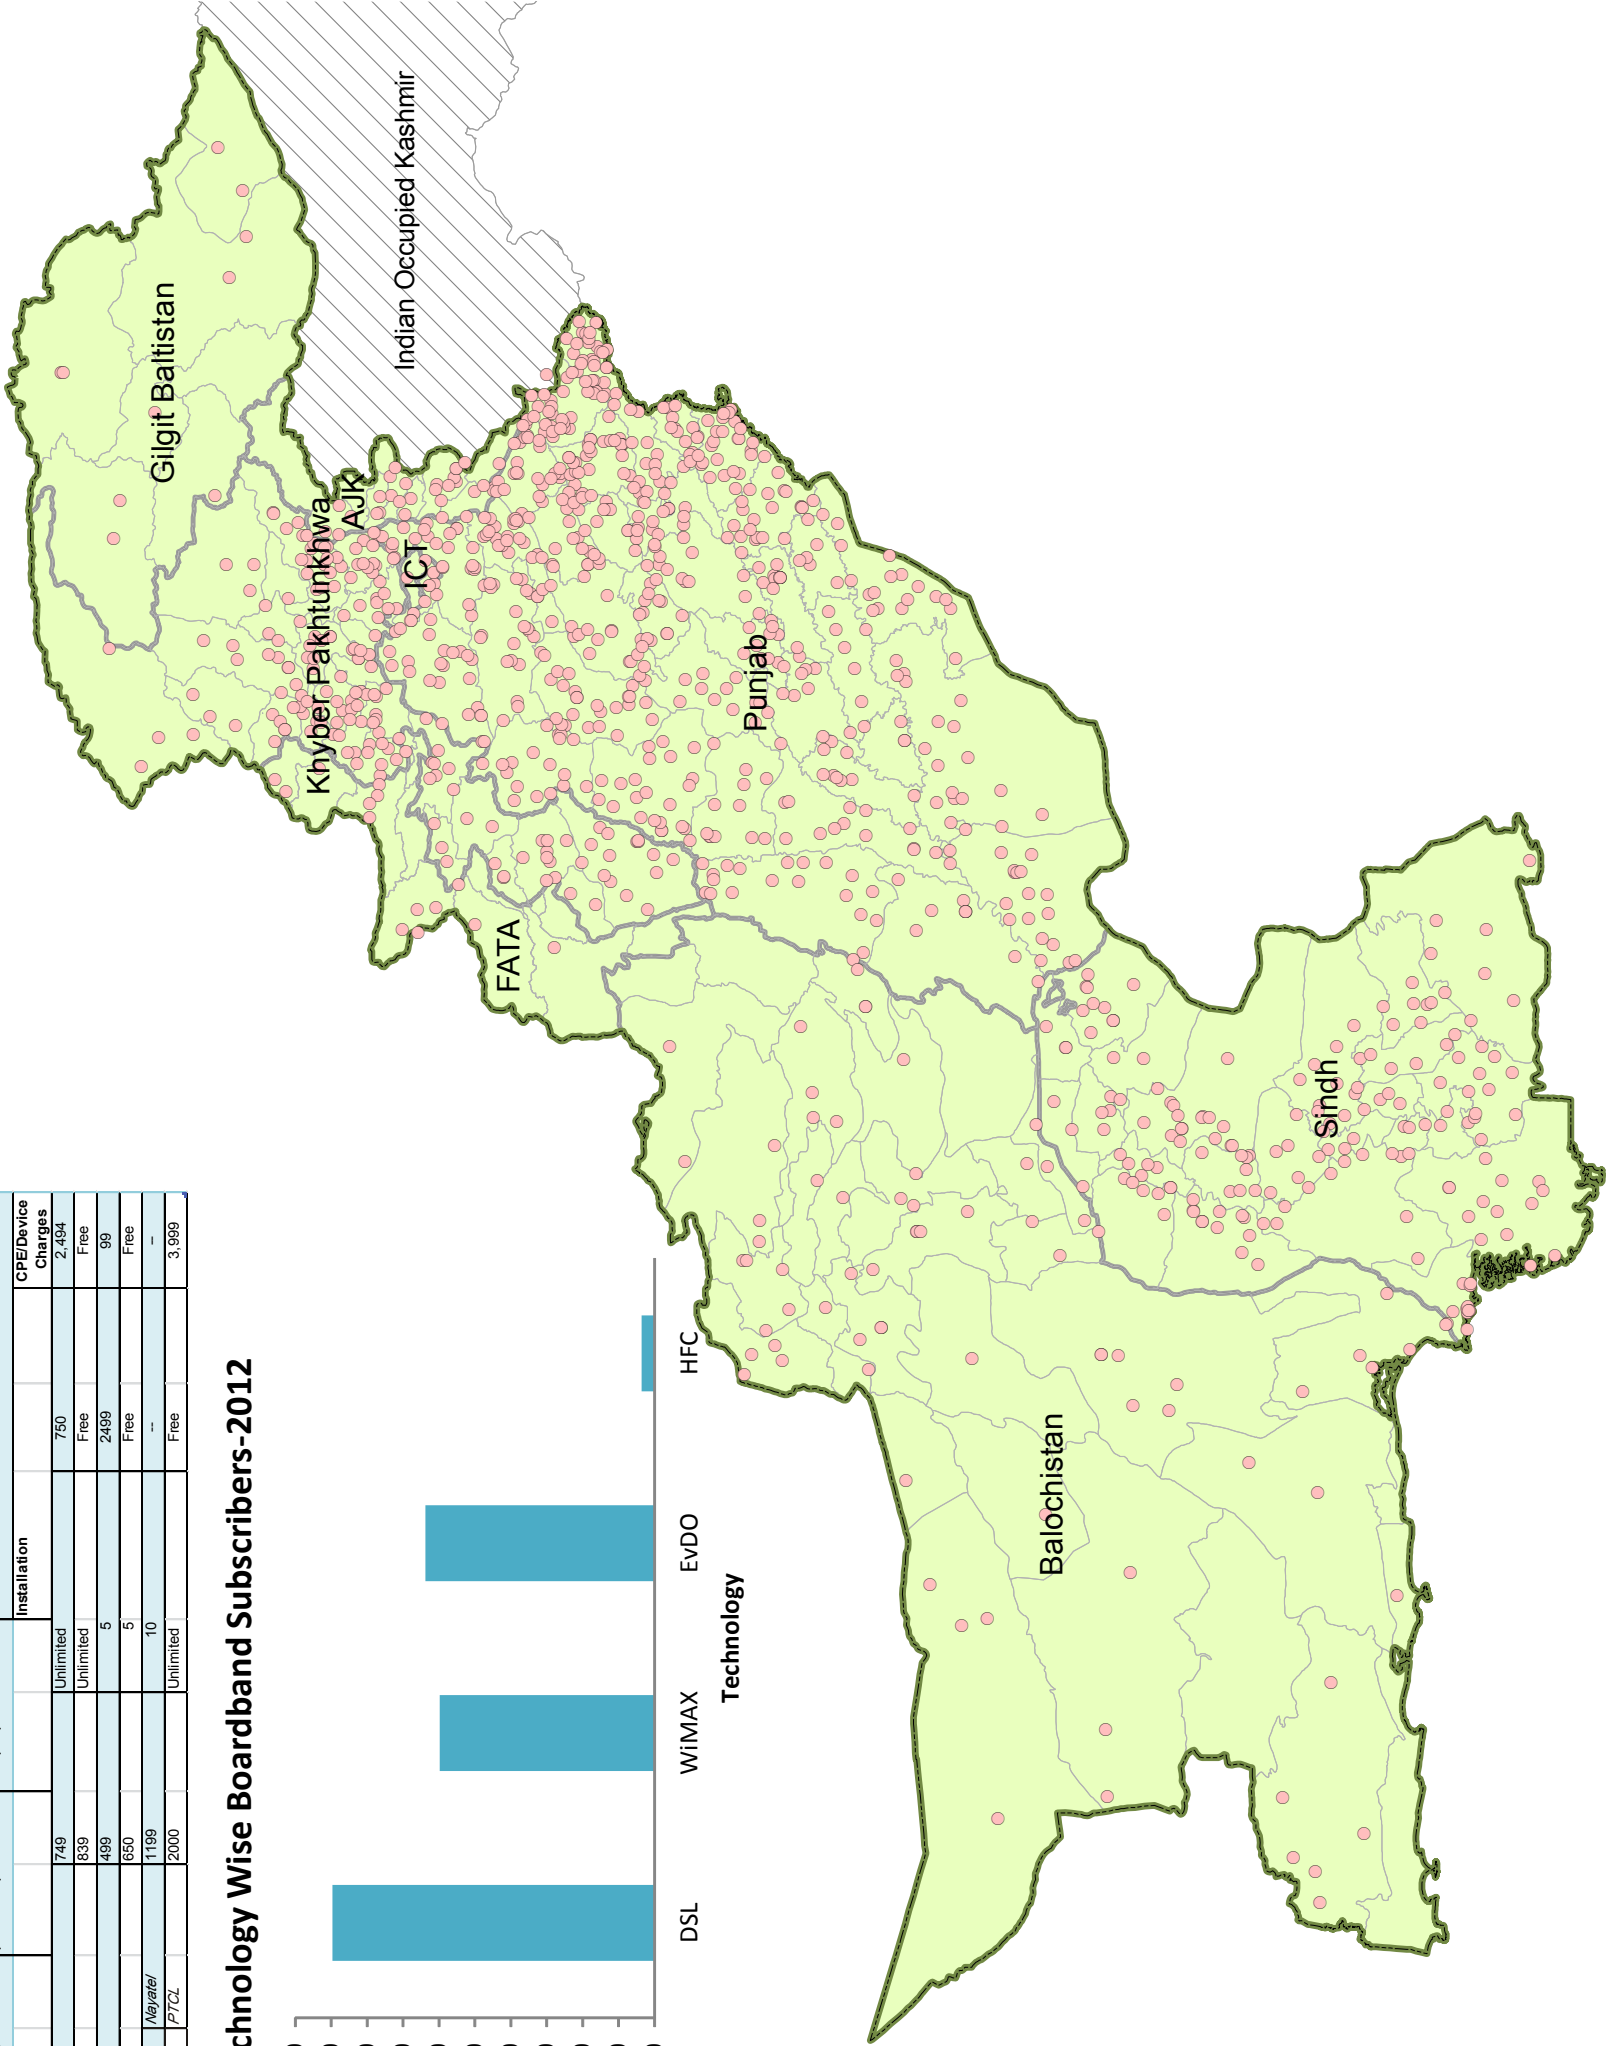 CPE/Device
Charges
Installation
749 Unlimited 750 2,494
839 Unlimited Free Free
499 5 2499 99
650 5 Free Free
Nayatel 1199 10 -- --
PTCL 2000 Unlimited Free 3,999
chnology Wise Boardband Subscribers-2012
DSL WiMAX EvDO HFC
Technology
Gilgit Baltistan
Indian Occupied Kashmir
Khyber Pakhtunkhwa
AJK
ICT
FATA
Punjab
Balochistan
Sindh